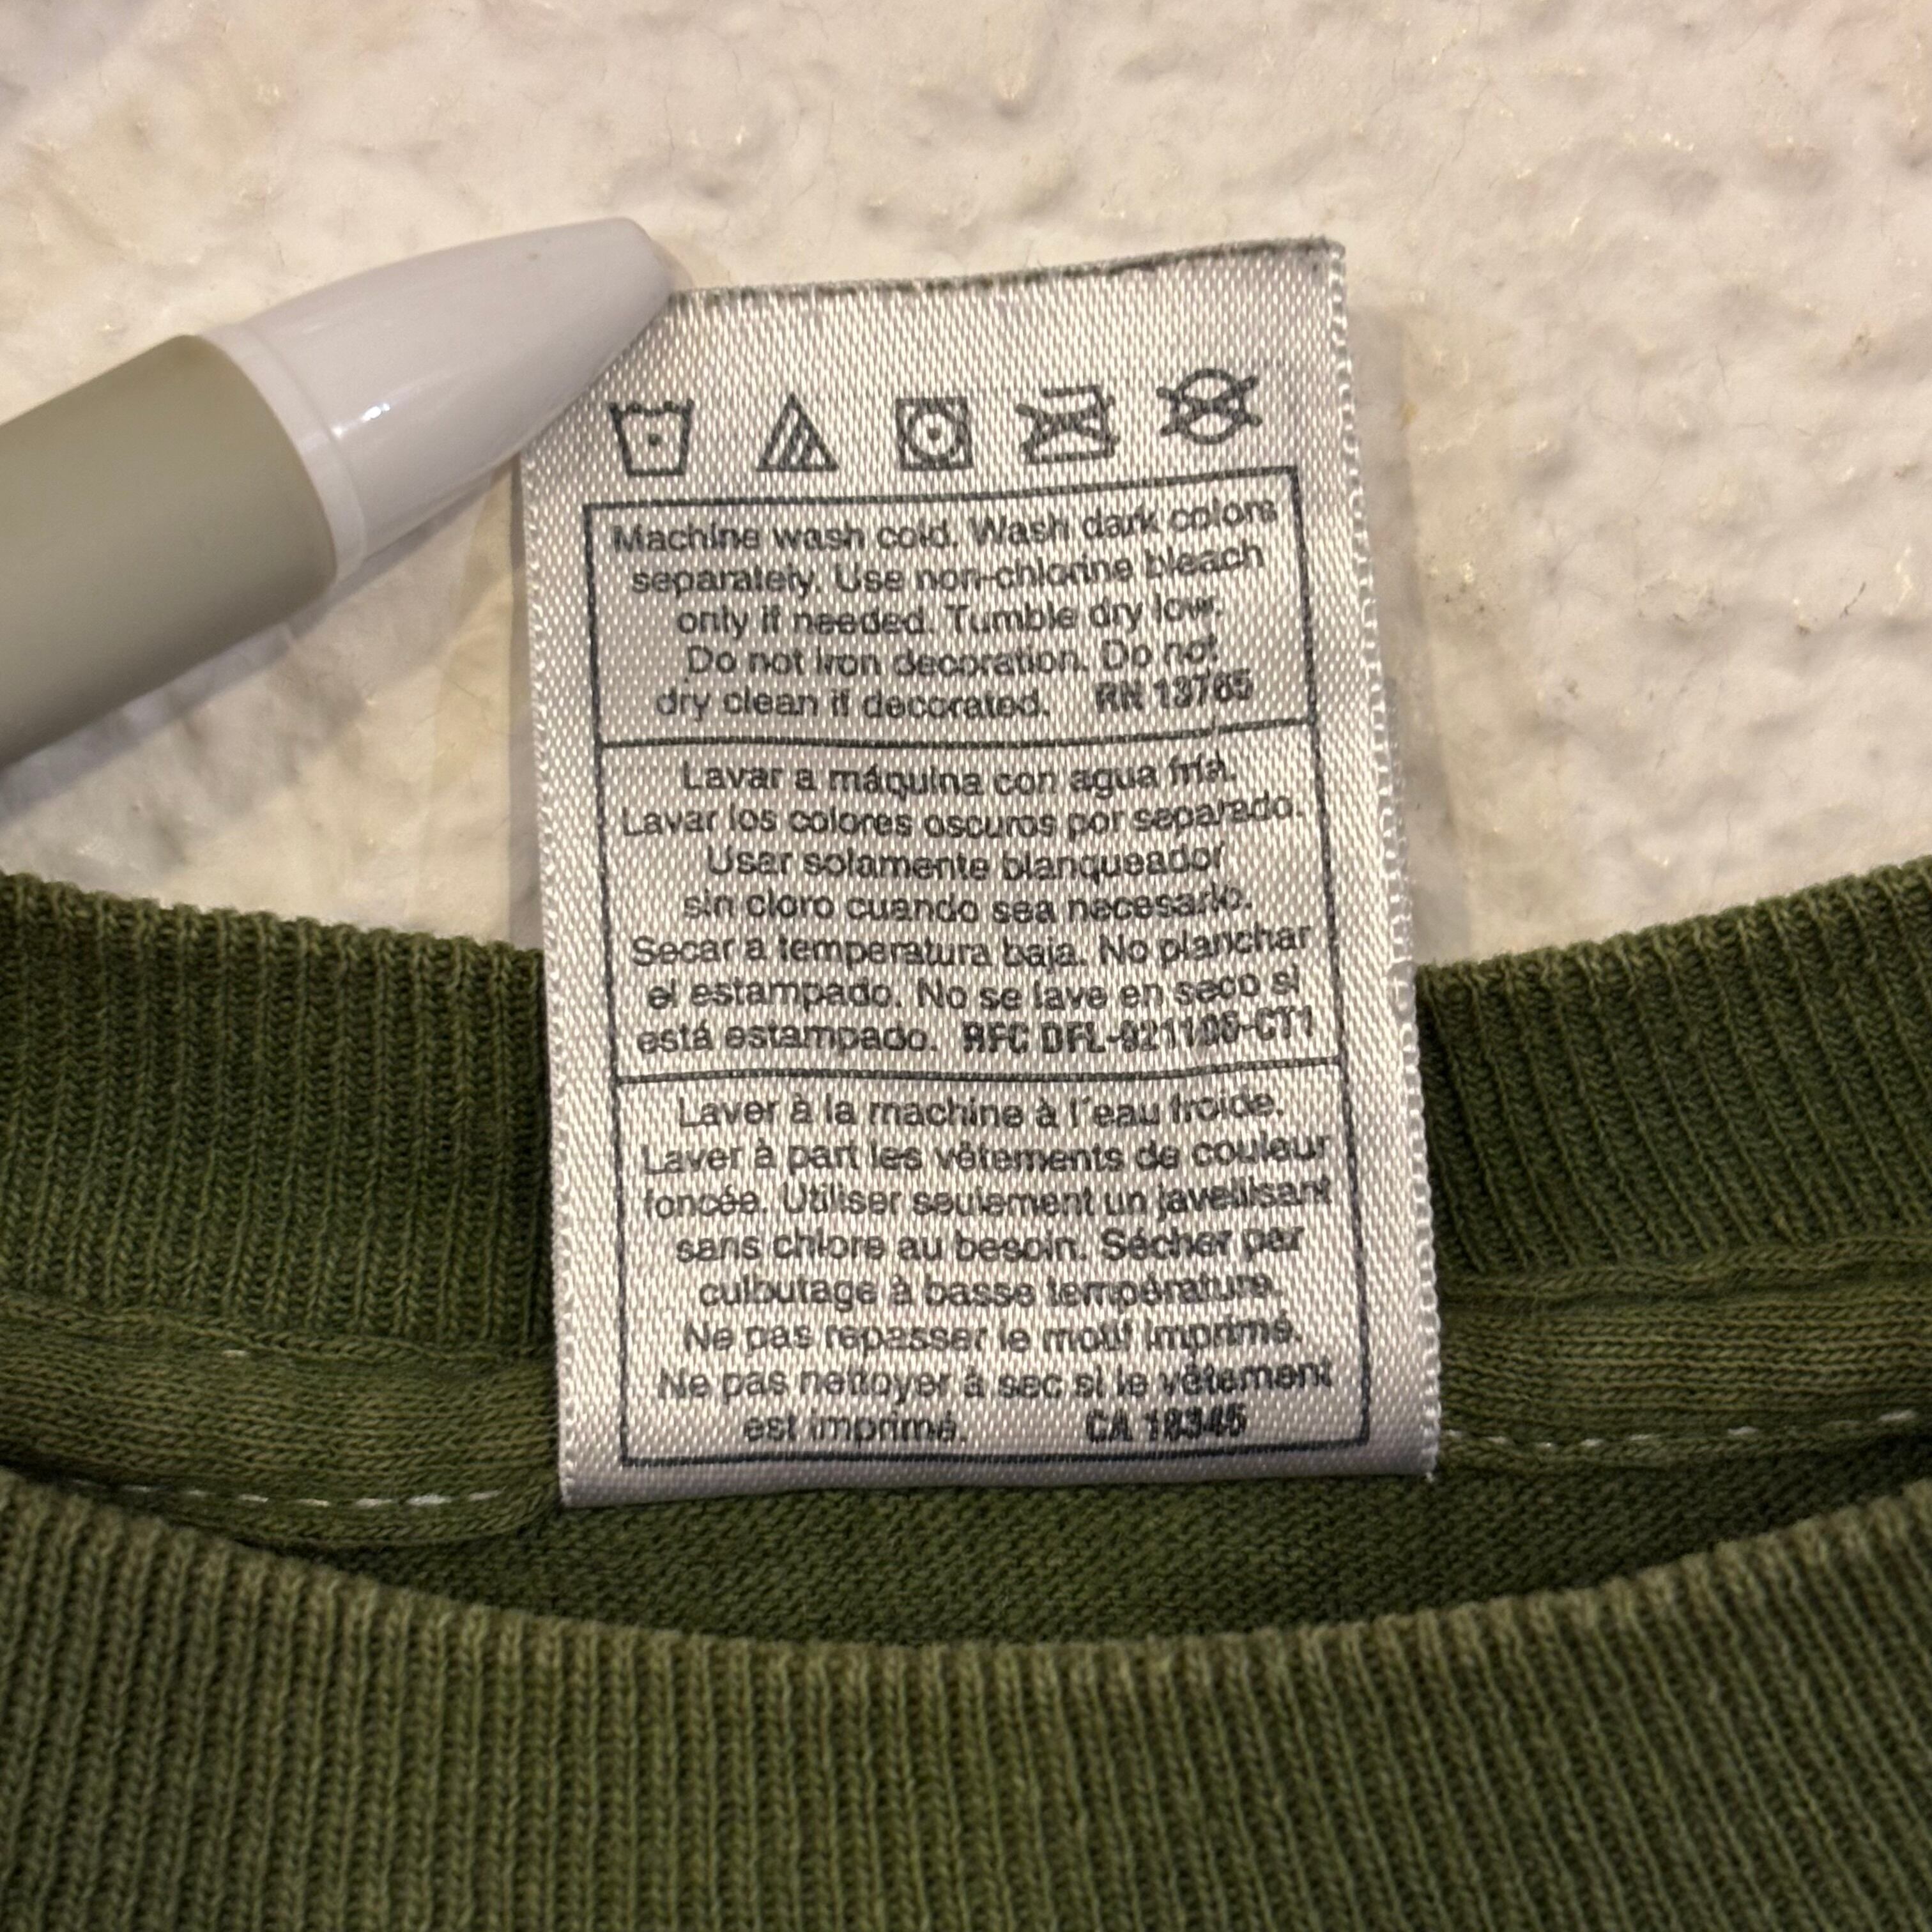 Machine wash cold. Wash dark colors
separately. Use non-chlorine bleach
only if needed. Tumble dry low.
Do not iron decoration. Do not
dry clean if decorated. RN 13765
Lavar a máquina con agua fría.
Lavar los colores oscuros por separado.
Usar solamente blanqueador
sin cloro cuando sea necesario.
Secar a temperatura baja. No planchar
el estampado. No se lave en seco si
está estampado. RFC DFL-921106-CT1
Laver à la machine à l'eau froide.
Laver à part les vêtements de couleur
foncée. Utiliser seulement un javellisant
sans chlore au besoin. Sécher par
culbutage à basse température.
Ne pas repasser le motif imprimé.
Ne pas nettoyer à sec si le vêtement
est imprimé. CA 18345